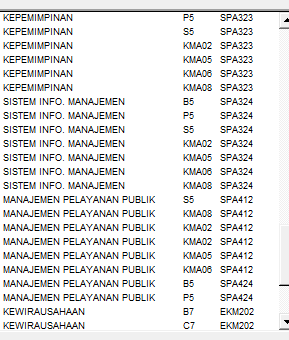 KEPEMIMPINAN P5 SPA323
KEPEMIMPINAN S5 SPA323
KEPEMIMPINAN KMA02 SPA323
KEPEMIMPINAN KMA05 SPA323
KEPEMIMPINAN KMA06 SPA323
KEPEMIMPINAN KMA08 SPA323
SISTEM INFO. MANAJEMEN B5 SPA324
SISTEM INFO. MANAJEMEN P5 SPA324
SISTEM INFO. MANAJEMEN S5 SPA324
SISTEM INFO. MANAJEMEN KMA02 SPA324
SISTEM INFO. MANAJEMEN KMA05 SPA324
SISTEM INFO. MANAJEMEN KMA06 SPA324
SISTEM INFO. MANAJEMEN KMA08 SPA324
MANAJEMEN PELAYANAN PUBLIK S5 SPA412
MANAJEMEN PELAYANAN PUBLIK KMA08 SPA412
MANAJEMEN PELAYANAN PUBLIK KMA02 SPA412
MANAJEMEN PELAYANAN PUBLIK KMA02 SPA412
MANAJEMEN PELAYANAN PUBLIK KMA05 SPA412
MANAJEMEN PELAYANAN PUBLIK KMA06 SPA412
MANAJEMEN PELAYANAN PUBLIK B5 SPA424
MANAJEMEN PELAYANAN PUBLIK P5 SPA424
KEWIRAUSAHAAN B7 EKM202
KEWIRAUSAHAAN C7 EKM202